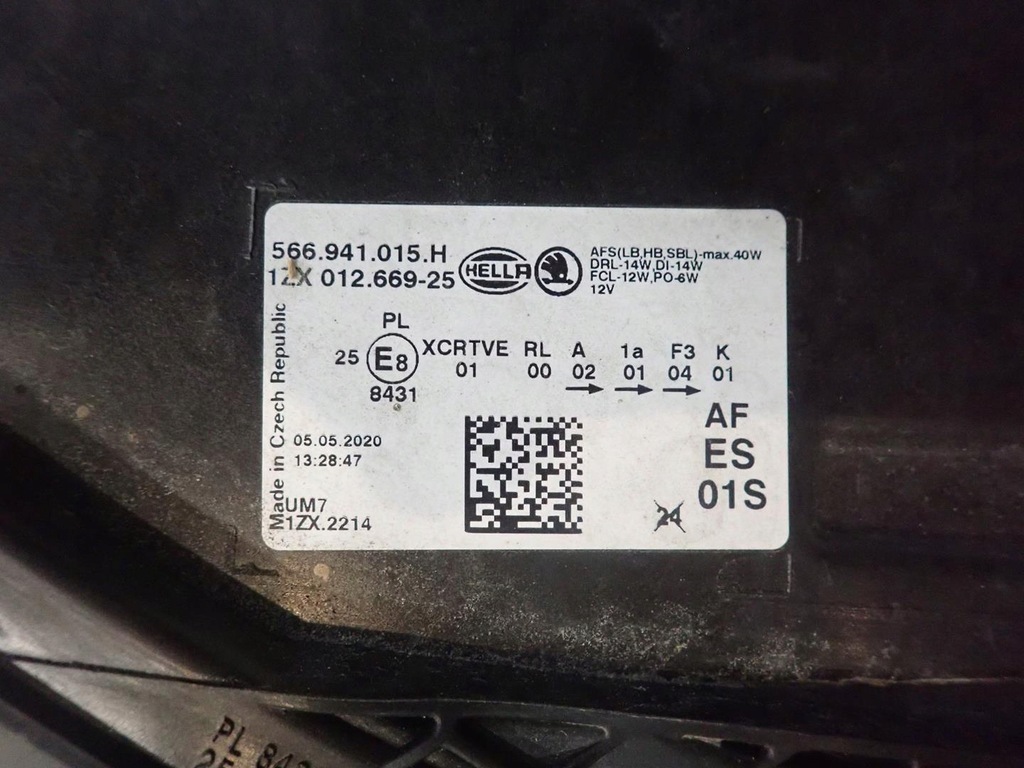 566.941.015.H
1ZX 012.669-25
HELLA
AFS(LB,HB,SBL)-max.40W
DRL-14W,DI-14W
FCL-12W,PO-6W
12V
Made in Czech Republic
PL
25 E8 XCRTVE RL A 1a F3 K
01 00 02 01 04 01
8431
AF
ES
01S
05.05.2020
13:28:47
24
UM7
1ZX.2214
PL